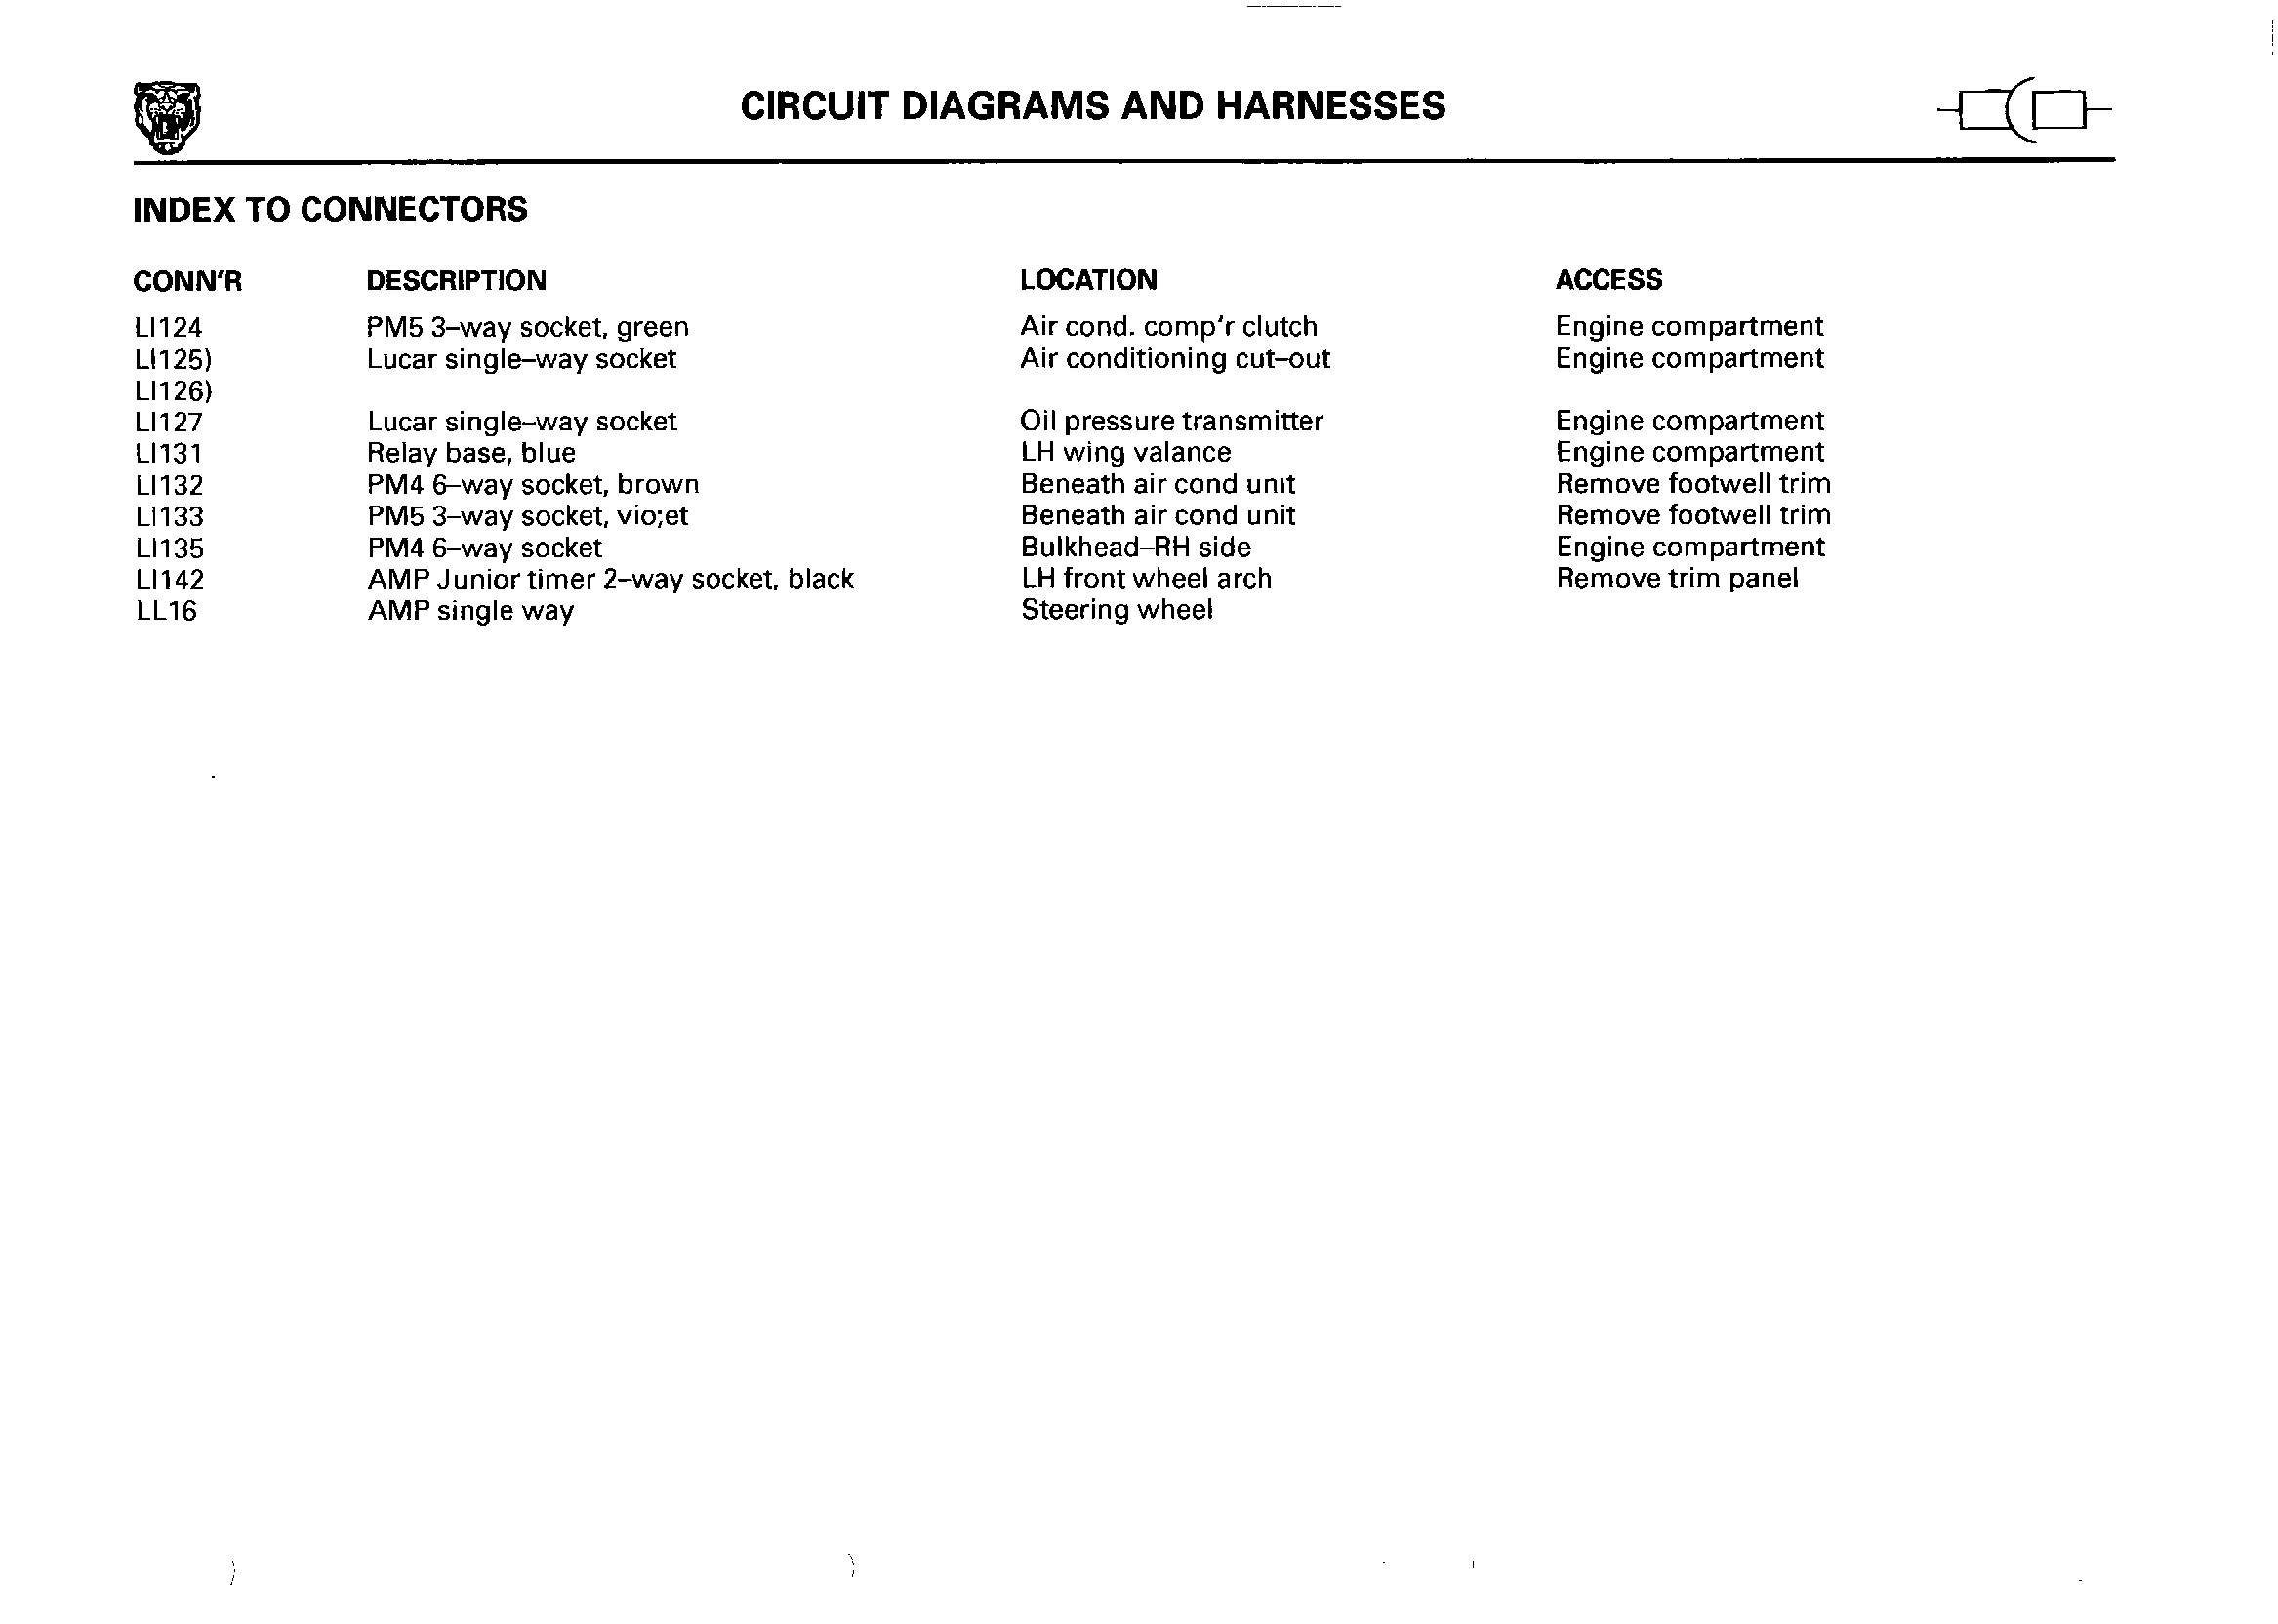 CIRCUIT DIAGRAMS AND HARNESSES
INDEX TO CONNECTORS
CONN'R DESCRIPTION LOCATION ACCESS
LI124 PM5 3–way socket, green Air cond. comp'r clutch Engine compartment
LI125) Lucar single–way socket Air conditioning cut–out Engine compartment
LI126)
LI127 Lucar single–way socket Oil pressure transmitter Engine compartment
LI131 Relay base, blue LH wing valance Engine compartment
LI132 PM4 6–way socket, brown Beneath air cond unit Remove footwell trim
LI133 PM5 3–way socket, vio;et Beneath air cond unit Remove footwell trim
LI135 PM4 6–way socket Bulkhead–RH side Engine compartment
LI142 AMP Junior timer 2–way socket, black LH front wheel arch Remove trim panel
LL16 AMP single way Steering wheel